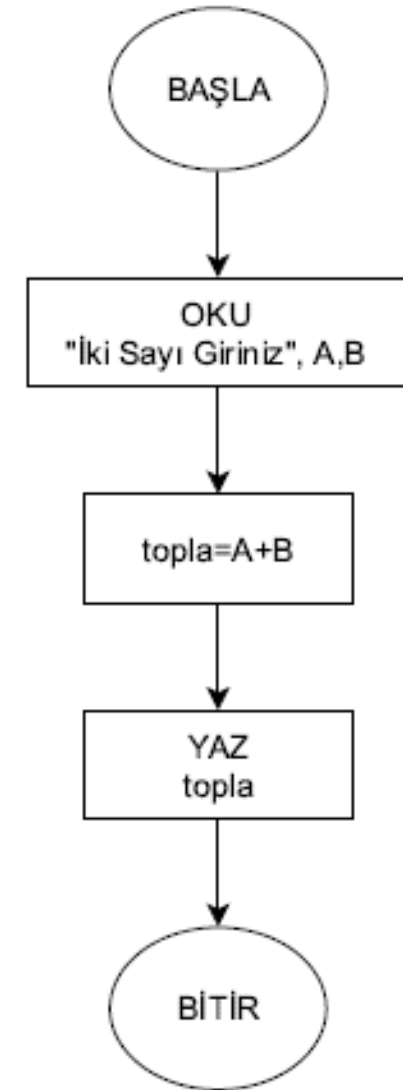 BAŞLA
OKU
"İki Sayı Giriniz", A,B
topla=A+B
YAZ
topla
BİTİR